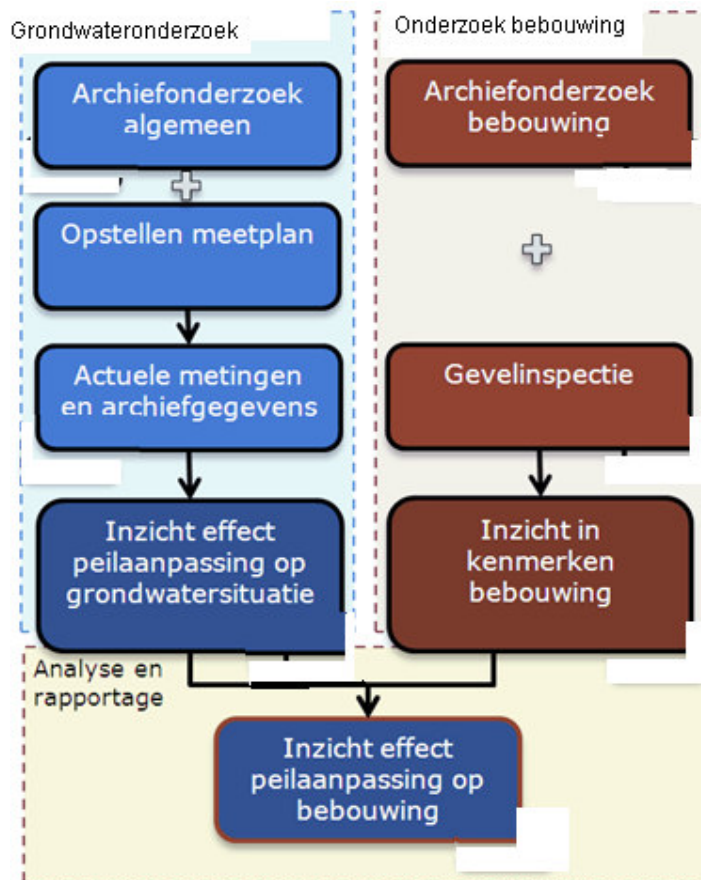 Grondwateronderzoek
Archiefonderzoek
algemeen
Opstellen meetplan
Actuele metingen
en archiefgegevens
Inzicht effect
peilaanpassing op
grondwatersituatie
Onderzoek bebouwing
Archiefonderzoek
bebouwing
Gevelinspectie
Inzicht in
kenmerken
bebouwing
Analyse en
rapportage
Inzicht effect
peilaanpassing op
bebouwing